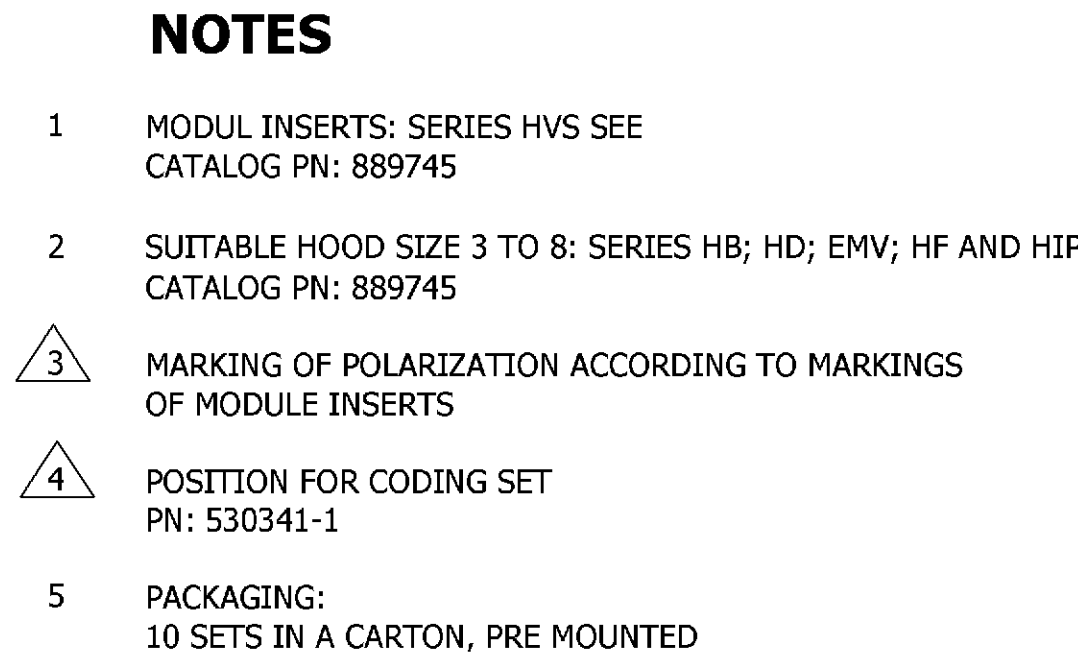 NOTES
1 MODUL INSERTS: SERIES HVS SEE
CATALOG PN: 889745
2 SUITABLE HOOD SIZE 3 TO 8: SERIES HB; HD; EMV; HF AND HIP
CATALOG PN: 889745
3 MARKING OF POLARIZATION ACCORDING TO MARKINGS
OF MODULE INSERTS
4 POSITION FOR CODING SET
PN: 530341-1
5 PACKAGING:
10 SETS IN A CARTON, PRE MOUNTED